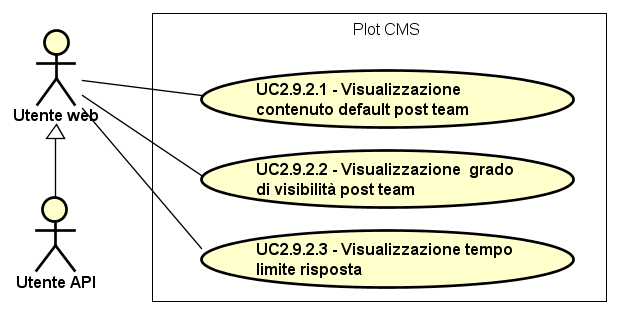 Plot CMS
Utente web
UC2.9.2.1 - Visualizzazione
contenuto default post team
UC2.9.2.2 - Visualizzazione  grado
di visibilità post team
UC2.9.2.3 - Visualizzazione tempo
limite risposta
Utente API